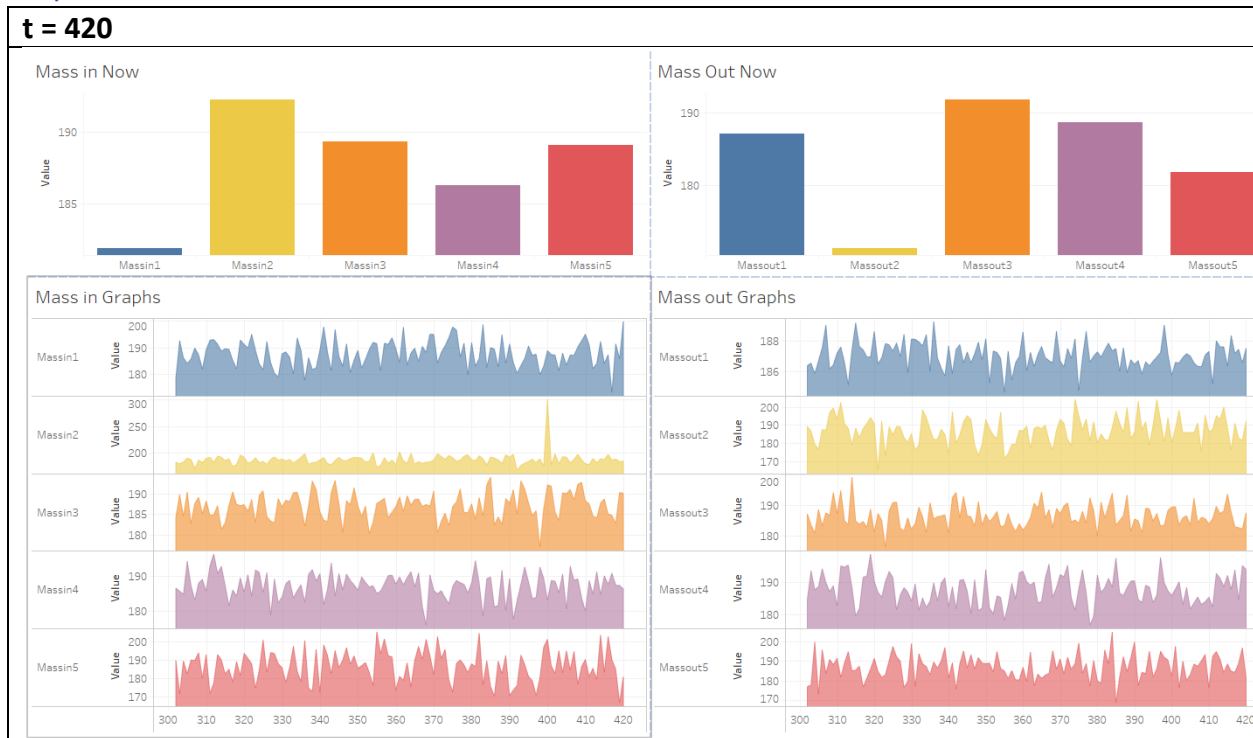 t = 420
Mass in Now
Value
190
185
Massin1 Massin2 Massin3 Massin4 Massin5
Mass Out Now
Value
190
180
Massout1 Massout2 Massout3 Massout4 Massout5
Mass in Graphs
Massin1 Value 200 190 180
Massin2 Value 300 250 200
Massin3 Value 190 185 180
Massin4 Value 190 180
Massin5 Value 200 190 180 170
300 310 320 330 340 350 360 370 380 390 400 410 420
Mass out Graphs
Massout1 Value 188 186
Massout2 Value 200 190 180 170
Massout3 Value 200 190 180
Massout4 Value 190 180
Massout5 Value 200 190 180 170
300 310 320 330 340 350 360 370 380 390 400 410 420